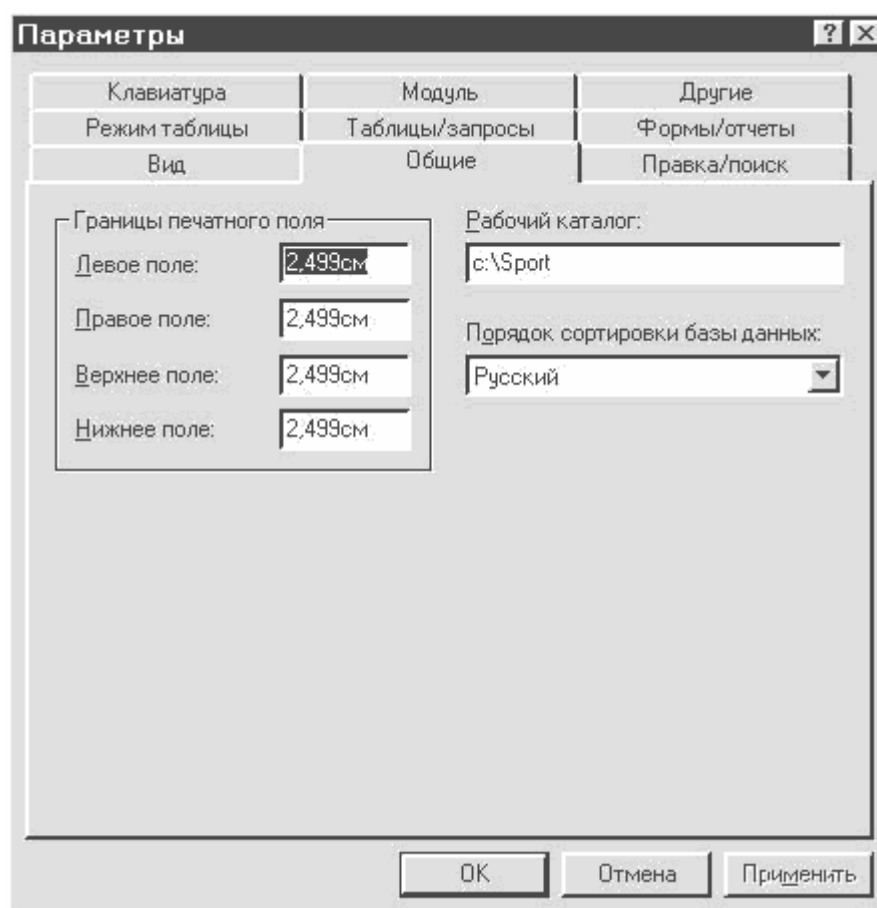 Параметры
Клавиатура Модуль Другие
Режим таблицы Таблицы/запросы Формы/отчеты
Вид Общие Правка/поиск
Границы печатного поля Рабочий каталог:
Левое поле: 2,499см c:\Sport
Правое поле: 2,499см Порядок сортировки базы данных:
Верхнее поле: 2,499см Русский
Нижнее поле: 2,499см
OK Отмена Применить